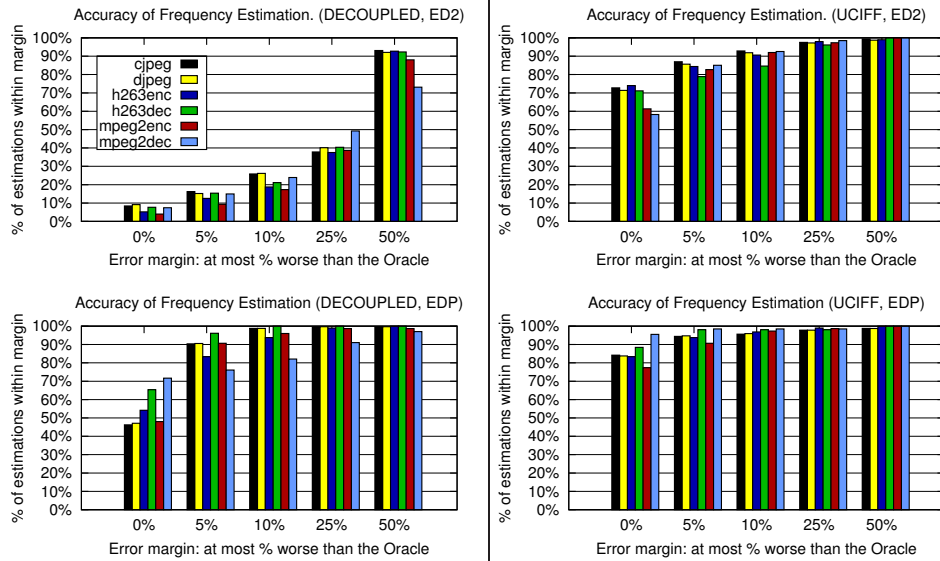 Accuracy of Frequency Estimation. (DECOUPLED, ED2)
% of estimations within margin
100%
90%
80%
70%
60%
50%
40%
30%
20%
10%
0%
cjpeg
djpeg
h263enc
h263dec
mpeg2enc
mpeg2dec
0% 5% 10% 25% 50%
Error margin: at most % worse than the Oracle
Accuracy of Frequency Estimation. (UCIFF, ED2)
% of estimations within margin
100%
90%
80%
70%
60%
50%
40%
30%
20%
10%
0%
0% 5% 10% 25% 50%
Error margin: at most % worse than the Oracle
Accuracy of Frequency Estimation (DECOUPLED, EDP)
% of estimations within margin
100%
90%
80%
70%
60%
50%
40%
30%
20%
10%
0%
0% 5% 10% 25% 50%
Error margin: at most % worse than the Oracle
Accuracy of Frequency Estimation (UCIFF, EDP)
% of estimations within margin
100%
90%
80%
70%
60%
50%
40%
30%
20%
10%
0%
0% 5% 10% 25% 50%
Error margin: at most % worse than the Oracle